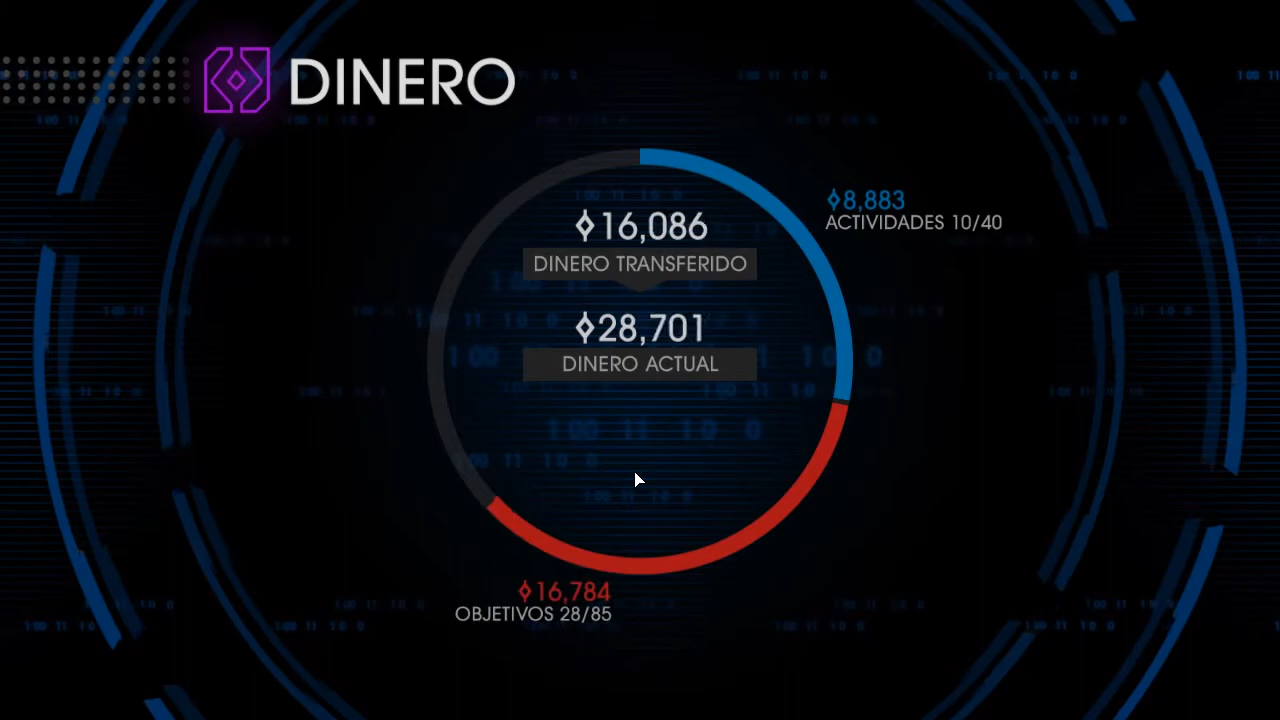 DINERO
16,086
DINERO TRANSFERIDO
28,701
DINERO ACTUAL
8,883
ACTIVIDADES 10/40
16,784
OBJETIVOS 28/85